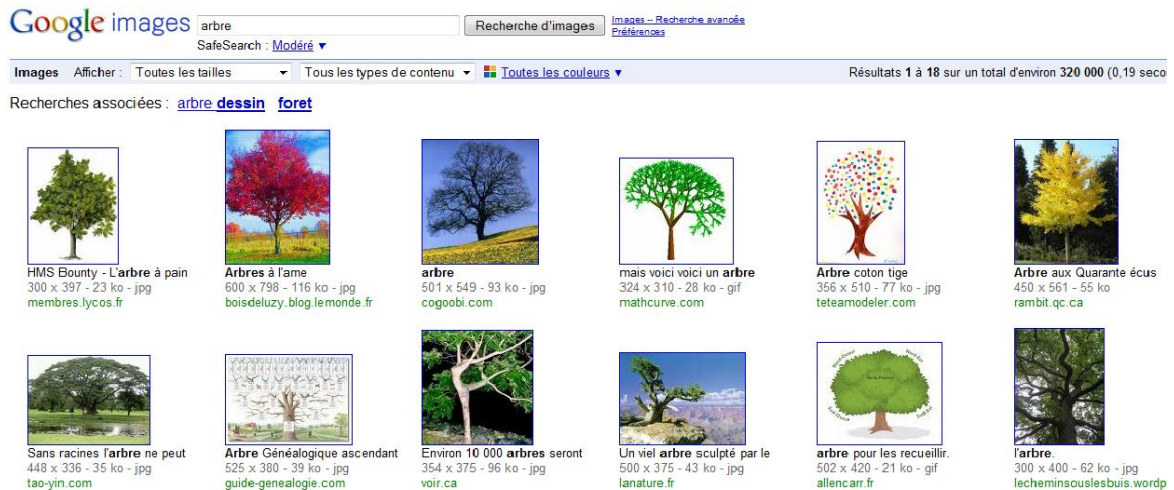 Google images arbre Recherche d'images Images – Recherche avancée
Préférences
SafeSearch : Modéré ▼
Images Afficher : Toutes les tailles Tous les types de contenu Toutes les couleurs ▼ Résultats 1 à 18 sur un total d'environ 320 000 (0,19 seco
Recherches associées : arbre dessin foret
HMS Bounty - L'arbre à pain
300 x 397 - 23 ko - jpg
membres.lycos.fr
Arbres à l'ame
600 x 798 - 116 ko - jpg
boisdeluzy.blog.lemonde.fr
arbre
501 x 549 - 93 ko - jpg
cogoobi.com
mais voici voici un arbre
324 x 310 - 28 ko - gif
mathcurve.com
Arbre coton tige
356 x 510 - 77 ko - jpg
teteamodeler.com
Arbre aux Quarante écus
450 x 561 - 55 ko
rambit.qc.ca
Sans racines l'arbre ne peut
448 x 336 - 35 ko - jpg
tao-yin.com
Arbre Généalogique ascendant
525 x 380 - 39 ko - jpg
guide-genealogie.com
Environ 10 000 arbres seront
354 x 375 - 96 ko - jpg
voir.ca
Un viel arbre sculpté par le
500 x 375 - 43 ko - jpg
lanature.fr
Nord-Ouest
Nord-Est
arbre pour les recueillir.
502 x 420 - 21 ko - gif
allencarr.fr
l'arbre.
300 x 400 - 62 ko - jpg
lecheminsouslesbuis.wordp